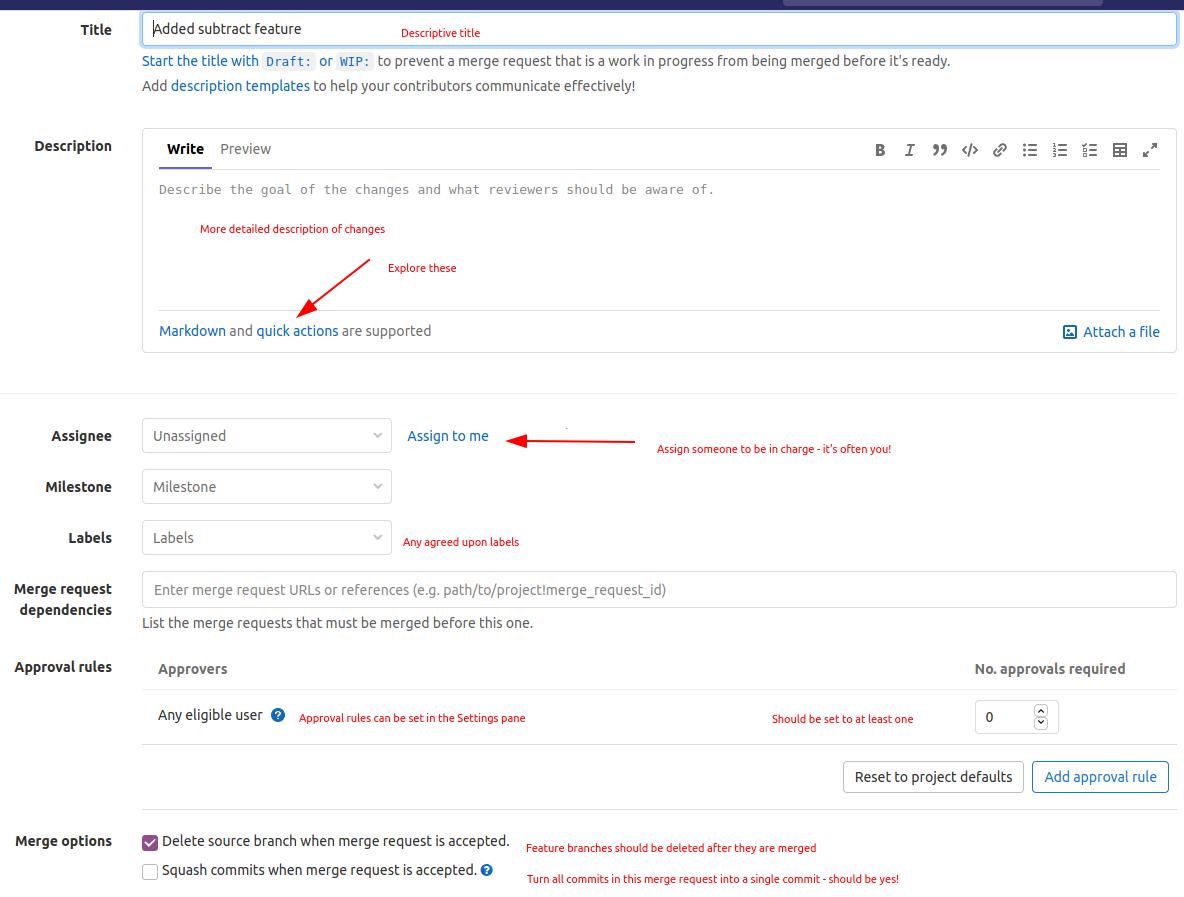 Title
Added subtract feature
Descriptive title
Start the title with Draft: or WIP: to prevent a merge request that is a work in progress from being merged before it's ready.
Add description templates to help your contributors communicate effectively!
Description
Write Preview
Describe the goal of the changes and what reviewers should be aware of.
More detailed description of changes
Explore these
Markdown and quick actions are supported
Attach a file
Assignee
Unassigned
Assign to me
Assign someone to be in charge - it's often you!
Milestone
Milestone
Labels
Labels
Any agreed upon labels
Merge request
dependencies
Enter merge request URLs or references (e.g. path/to/project!merge_request_id)
List the merge requests that must be merged before this one.
Approval rules
Approvers
No. approvals required
Any eligible user
Approval rules can be set in the Settings pane
Should be set to at least one
0
Reset to project defaults
Add approval rule
Merge options
Delete source branch when merge request is accepted.
Feature branches should be deleted after they are merged
Squash commits when merge request is accepted.
Turn all commits in this merge request into a single commit - should be yes!